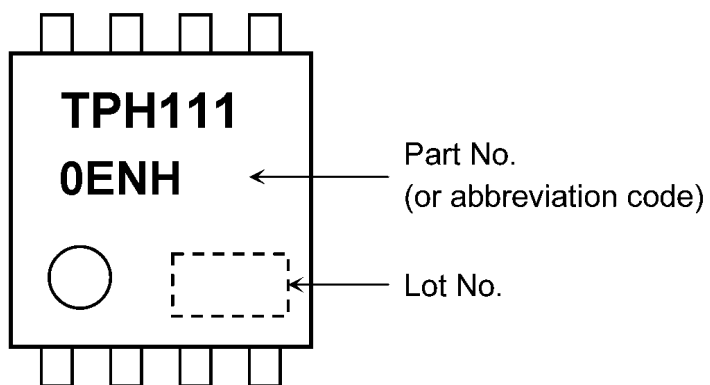 TPH111
0ENH
Part No.
(or abbreviation code)
Lot No.